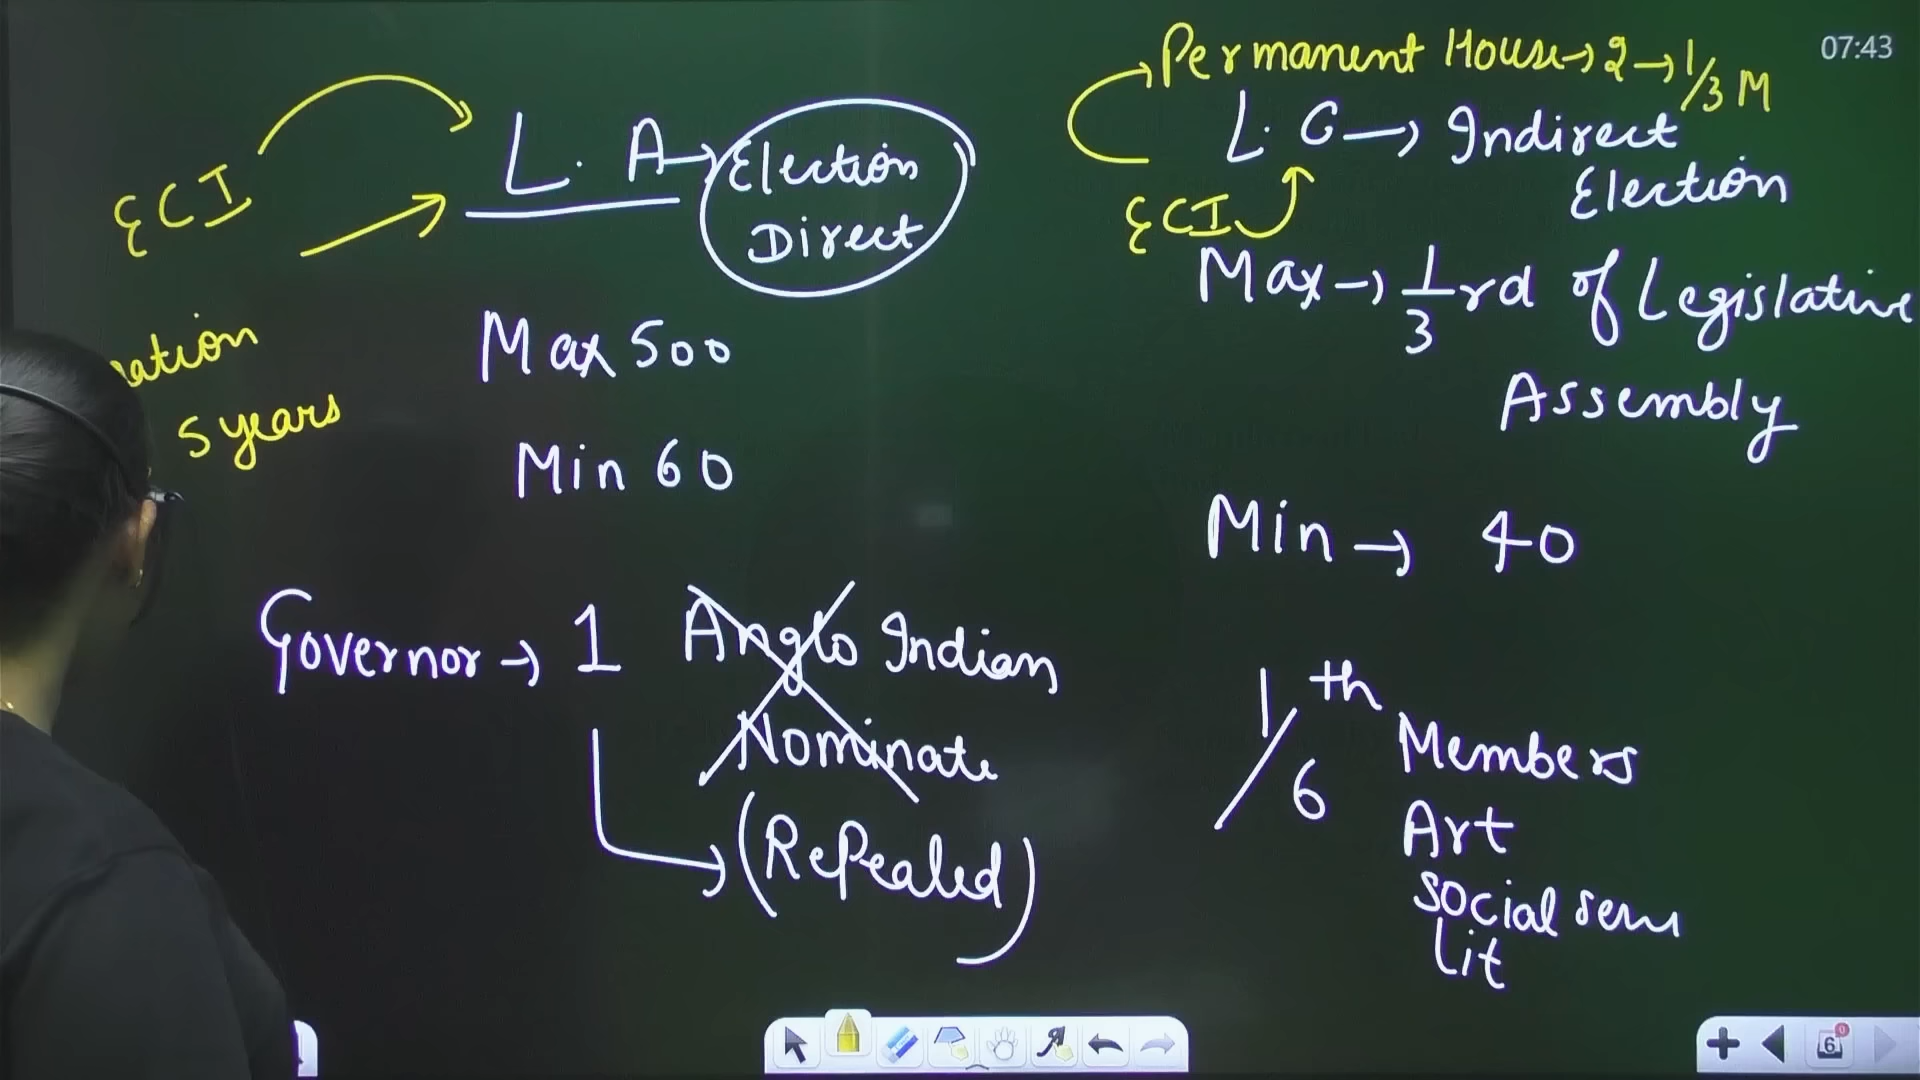 07:43
ECI
L. A → Election
Direct
Max 500
Min 60
5 years
Governor → 1 Anglo Indian
Nominate
(Repealed)
Permanent House → 2 → 1/3 M
L. C → Indirect
Election
ECI
Max → 1/3 rd of Legislative
Assembly
Min → 40
1/6 th Members
Art
social serv
Lit
6